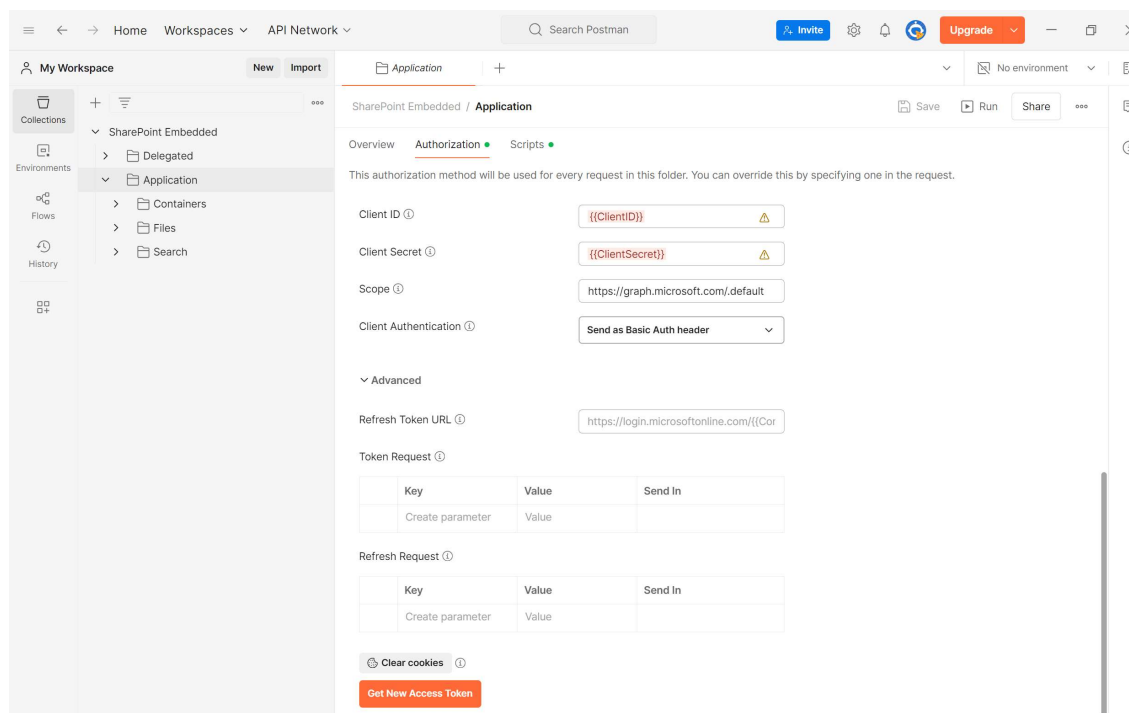 Home Workspaces API Network Search Postman Invite Upgrade
My Workspace New Import Application No environment
Collections
Environments
Flows
History
SharePoint Embedded
Delegated
Application
Containers
Files
Search
SharePoint Embedded / Application Save Run Share
Overview Authorization Scripts
This authorization method will be used for every request in this folder. You can override this by specifying one in the request.
Client ID {{ClientID}}
Client Secret {{ClientSecret}}
Scope https://graph.microsoft.com/.default
Client Authentication Send as Basic Auth header
Advanced
Refresh Token URL https://login.microsoftonline.com/{{Cor
Token Request
Key Value Send In
Create parameter Value
Refresh Request
Key Value Send In
Create parameter Value
Clear cookies
Get New Access Token